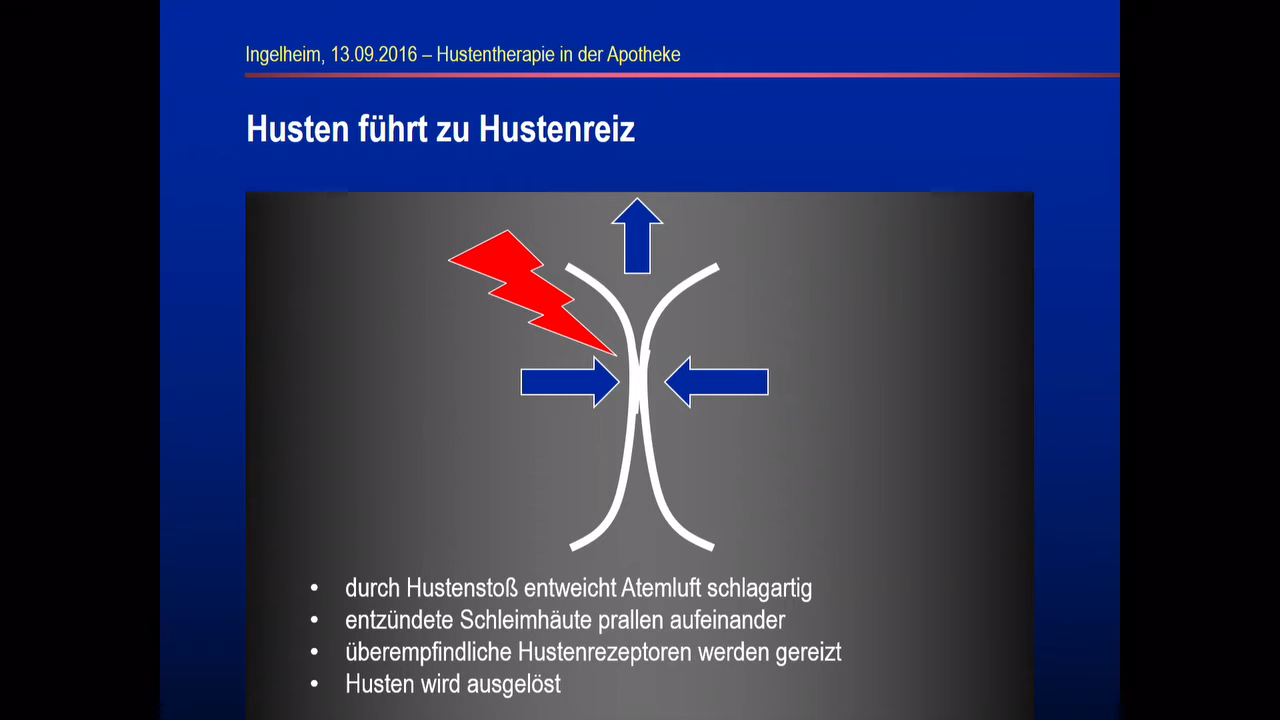 Ingelheim, 13.09.2016 – Hustentherapie in der Apotheke
Husten führt zu Hustenreiz
• durch Hustenstoß entweicht Atemluft schlagartig
• entzündete Schleimhäute prallen aufeinander
• überempfindliche Hustenrezeptoren werden gereizt
• Husten wird ausgelöst